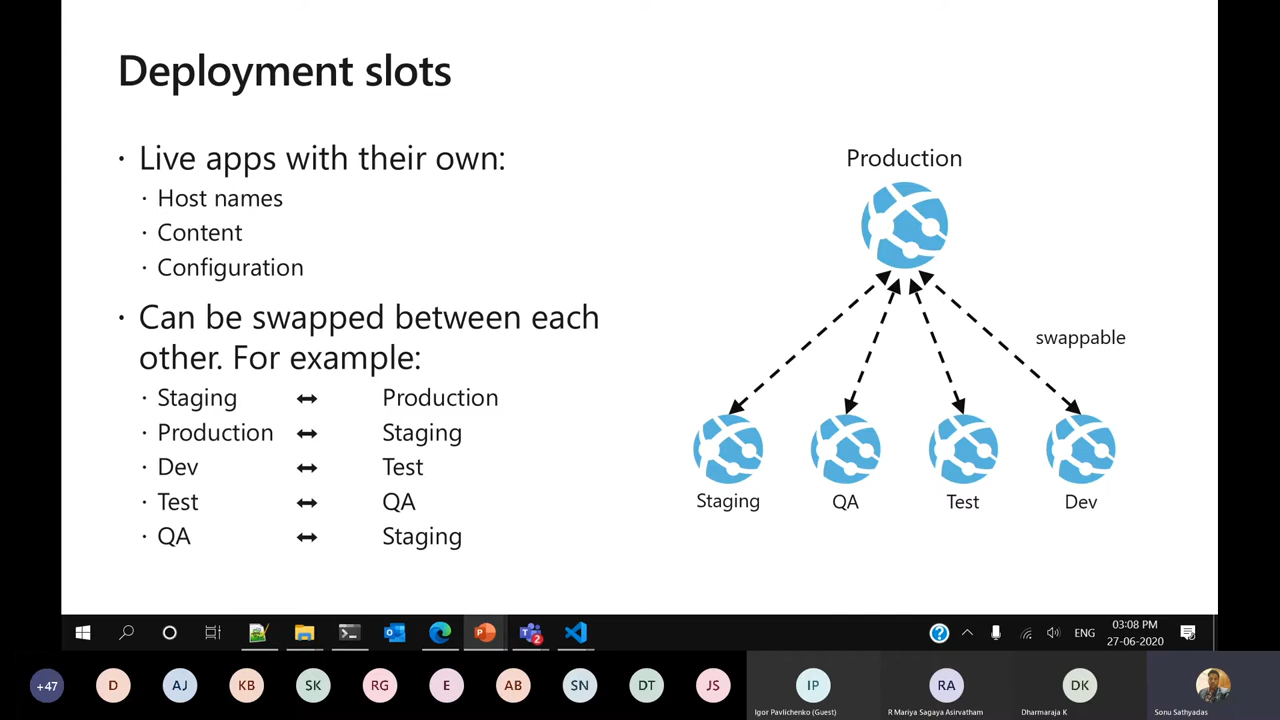 Deployment slots
· Live apps with their own:
· Host names
· Content
· Configuration
· Can be swapped between each
other. For example:
· Staging ↔ Production
· Production ↔ Staging
· Dev ↔ Test
· Test ↔ QA
· QA ↔ Staging
Production
swappable
Staging QA Test Dev
2
ENG
03:08 PM
27-06-2020
+47 D AJ KB SK RG E AB SN DT JS IP RA DK
Igor Pavlichenko (Guest) R Mariya Sagaya Asirvatham Dharmaraja K Sonu Sathyadas